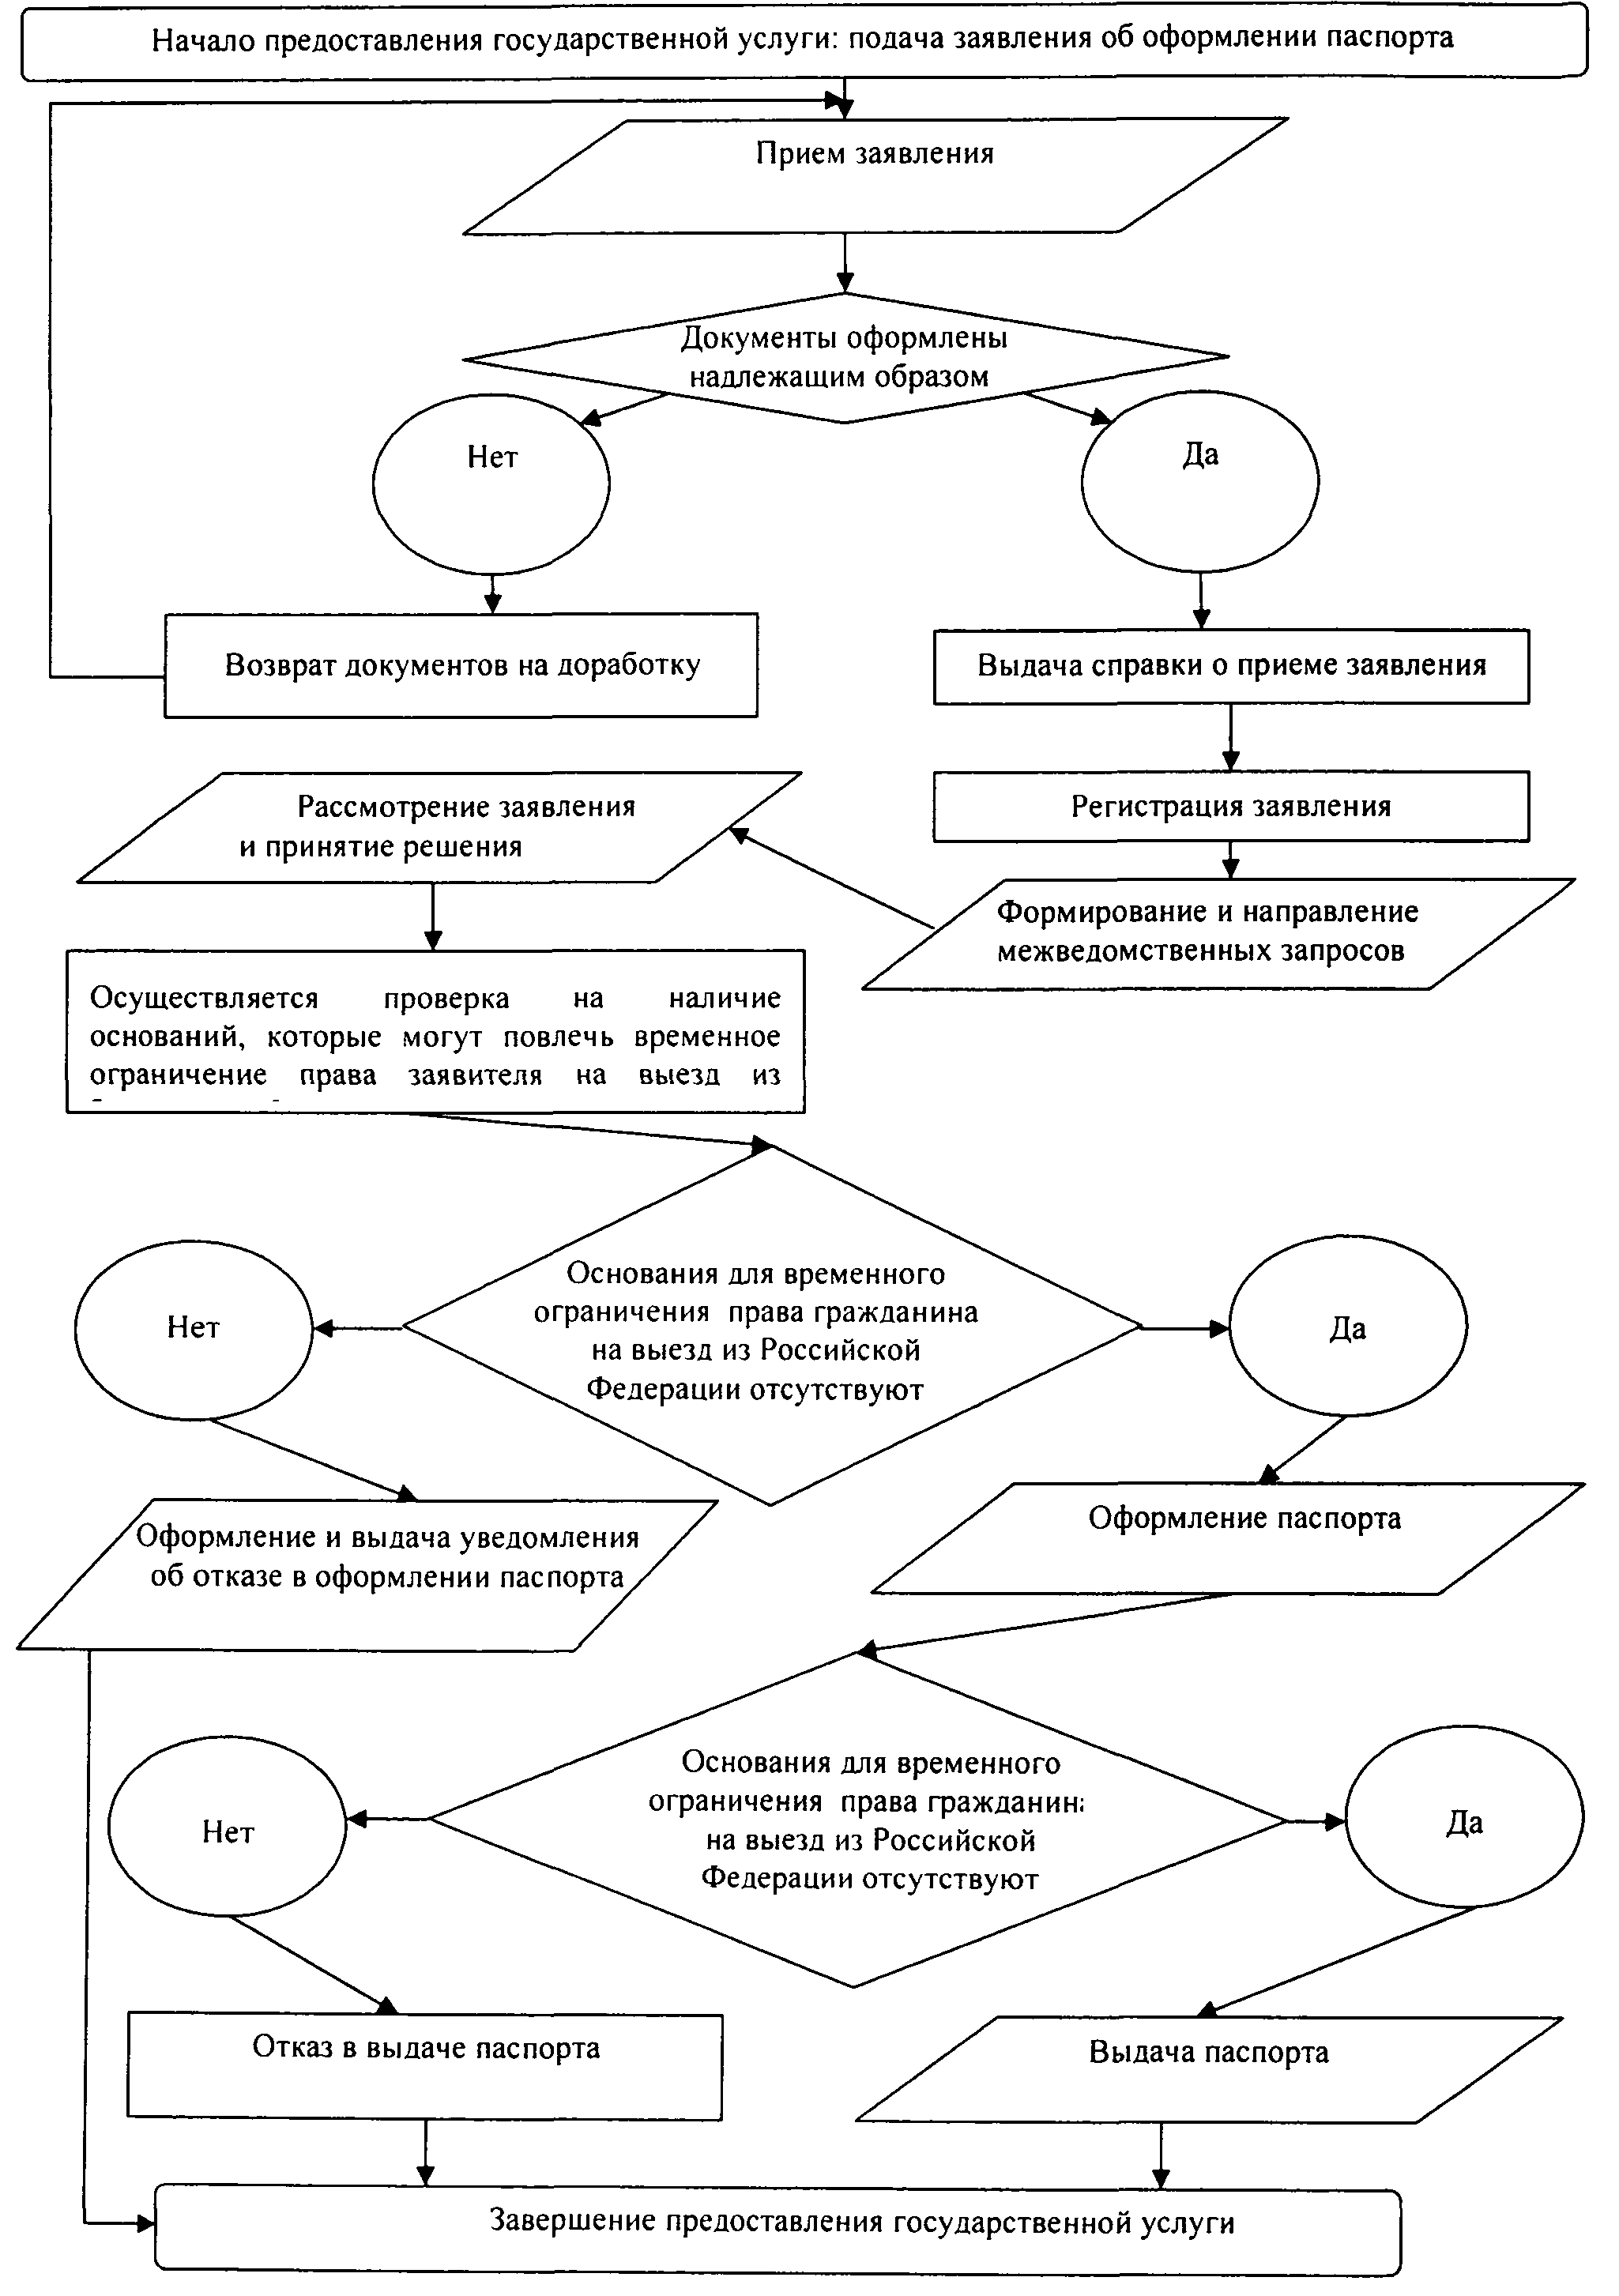 Начало предоставления государственной услуги: подача заявления об оформлении паспорта
Прием заявления
Документы оформлены
надлежащим образом
Нет
Да
Возврат документов на доработку
Выдача справки о приеме заявления
Рассмотрение заявления
и принятие решения
Регистрация заявления
Формирование и направление
межведомственных запросов
Осуществляется проверка на наличие
оснований, которые могут повлечь временное
ограничение права заявителя на выезд из
Основания для временного
ограничения права гражданина
на выезд из Российской
Федерации отсутствуют
Нет
Да
Оформление и выдача уведомления
об отказе в оформлении паспорта
Оформление паспорта
Основания для временного
ограничения права гражданин
на выезд из Российской
Федерации отсутствуют
Нет
Да
Отказ в выдаче паспорта
Выдача паспорта
Завершение предоставления государственной услуги